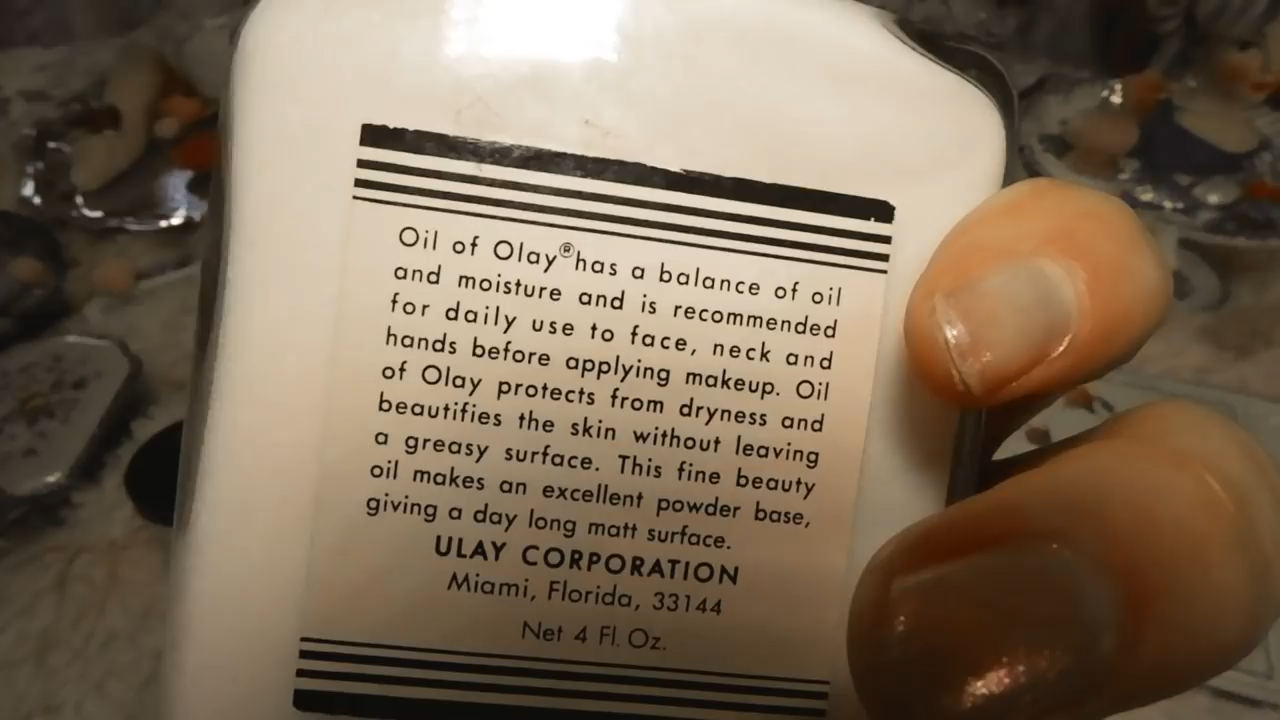 Oil of Olay® has a balance of oil
and moisture and is recommended
for daily use to face, neck and
hands before applying makeup. Oil
of Olay protects from dryness and
beautifies the skin without leaving
a greasy surface. This fine beauty
oil makes an excellent powder base,
giving a day long matt surface.
ULAY CORPORATION
Miami, Florida, 33144
Net 4 Fl. Oz.